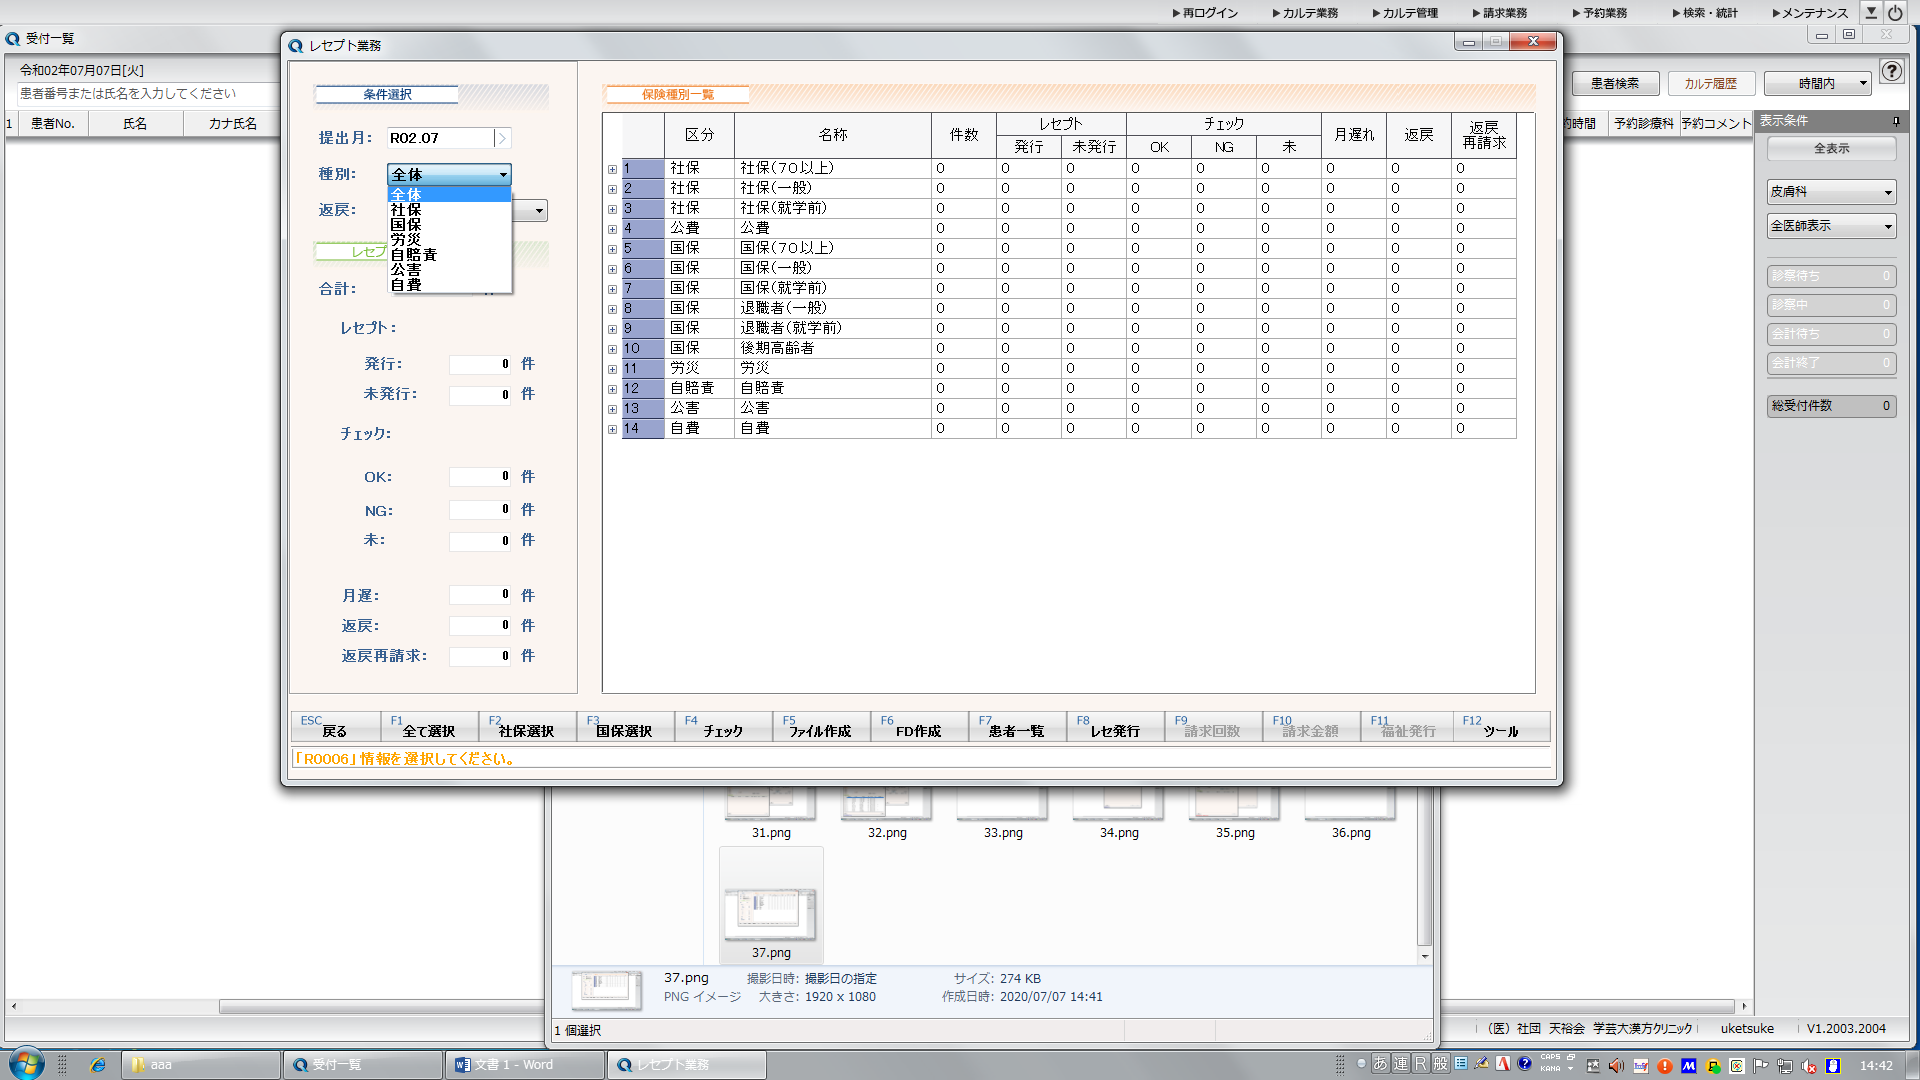 ▶再ログイン ▶カルテ業務 ▶カルテ管理 ▶請求業務 ▶予約業務 ▶検索・統計 ▶メンテナンス
受付一覧
令和02年07月07日[火]
患者番号または氏名を入力してください
患者検索 カルテ履歴 時間内
1 患者No. 氏名 カナ氏名
約時間 予約診療科 予約コメント
表示条件
全表示
皮膚科
全医師表示
診察待ち 0
診察中 0
会計待ち 0
会計終了 0
総受付件数 0
レセプト業務
条件選択
提出月: R02.07
種別: 全体
全体
社保
国保
労災
自賠責
公害
自費
返戻:
レセプ
合計:
レセプト:
発行: 0 件
未発行: 0 件
チェック:
OK: 0 件
NG: 0 件
未: 0 件
月遅: 0 件
返戻: 0 件
返戻再請求: 0 件
保険種別一覧
区分 名称 件数 レセプト チェック 月遅れ 返戻 返戻再請求
発行 未発行 OK NG 未
1 社保 社保(70以上) 0 0 0 0 0 0 0 0 0
2 社保 社保(一般) 0 0 0 0 0 0 0 0 0
3 社保 社保(就学前) 0 0 0 0 0 0 0 0 0
4 公費 公費 0 0 0 0 0 0 0 0 0
5 国保 国保(70以上) 0 0 0 0 0 0 0 0 0
6 国保 国保(一般) 0 0 0 0 0 0 0 0 0
7 国保 国保(就学前) 0 0 0 0 0 0 0 0 0
8 国保 退職者(一般) 0 0 0 0 0 0 0 0 0
9 国保 退職者(就学前) 0 0 0 0 0 0 0 0 0
10 国保 後期高齢者 0 0 0 0 0 0 0 0 0
11 労災 労災 0 0 0 0 0 0 0 0 0
12 自賠責 自賠責 0 0 0 0 0 0 0 0 0
13 公害 公害 0 0 0 0 0 0 0 0 0
14 自費 自費 0 0 0 0 0 0 0 0 0
ESC 戻る F1 全て選択 F2 社保選択 F3 国保選択 F4 チェック F5 ファイル作成 F6 FD作成 F7 患者一覧 F8 レセ発行 F9 請求回数 F10 請求金額 F11 福祉発行 F12 ツール
「R0006」情報を選択してください。
31.png 32.png 33.png 34.png 35.png 36.png
37.png
37.png 撮影日時: 撮影日の指定 サイズ: 274 KB
PNG イメージ 大きさ: 1920 x 1080 作成日時: 2020/07/07 14:41
1 個選択
(医)社団 天裕会 学芸大漢方クリニック uketsuke V1.2003.2004
aaa 受付一覧 文書 1 - Word レセプト業務
あ 連 R 般 CAPS KANA 14:42